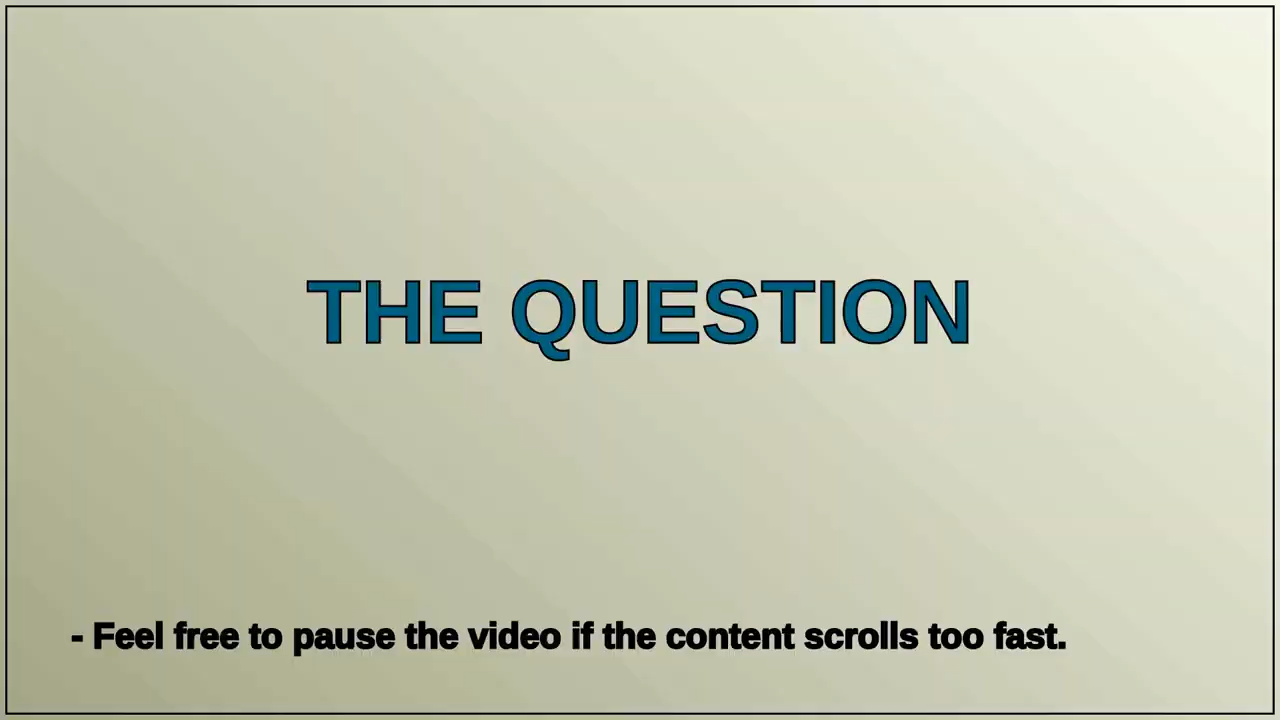 THE QUESTION
- Feel free to pause the video if the content scrolls too fast.